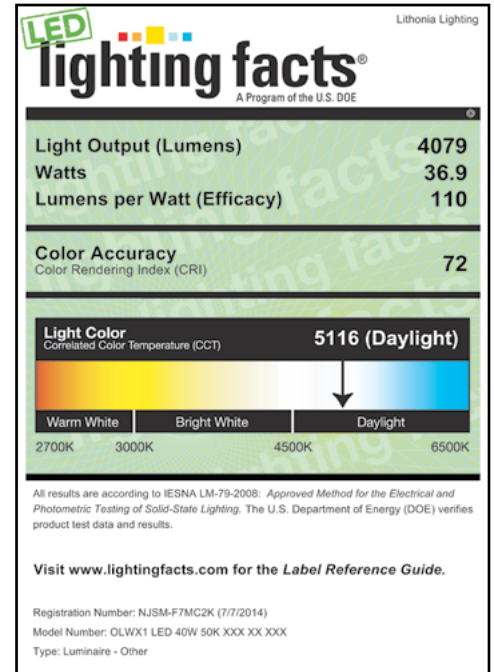 Lithonia Lighting
LED
lighting facts®
A Program of the U.S. DOE
Light Output (Lumens) 4079
Watts 36.9
Lumens per Watt (Efficacy) 110
Color Accuracy
Color Rendering Index (CRI) 72
Light Color
Correlated Color Temperature (CCT) 5116 (Daylight)
Warm White Bright White Daylight
2700K 3000K 4500K 6500K
All results are according to IESNA LM-79-2008: Approved Method for the Electrical and
Photometric Testing of Solid-State Lighting. The U.S. Department of Energy (DOE) verifies
product test data and results.
Visit www.lightingfacts.com for the Label Reference Guide.
Registration Number: NJSM-F7MC2K (7/7/2014)
Model Number: OLWX1 LED 40W 50K XXX XX XXX
Type: Luminaire - Other